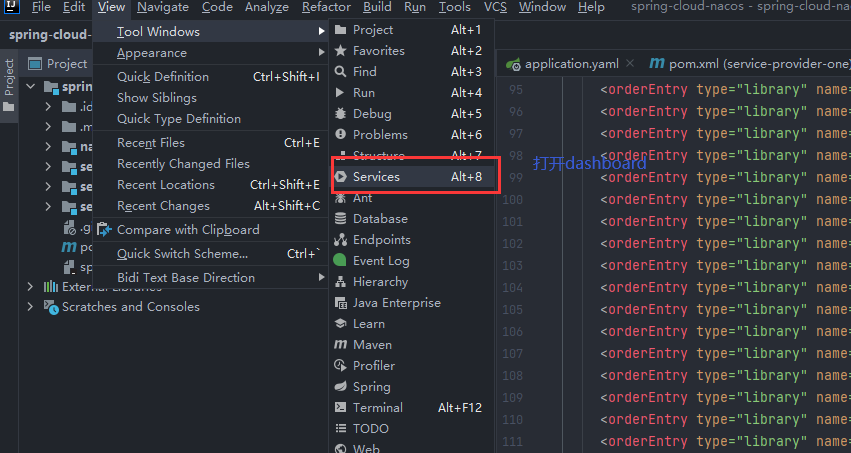 File Edit View Navigate Code Analyze Refactor Build Run Tools VCS Window Help spring-cloud-nacos - spring-cloud-na
spring-cloud-
Project
Project
sprin
.id
.m
na
se
se
se
.g
po
sp
External Libraries
Scratches and Consoles
Tool Windows
Appearance
Quick Definition Ctrl+Shift+I
Show Siblings
Quick Type Definition
Recent Files Ctrl+E
Recently Changed Files
Recent Locations Ctrl+Shift+E
Recent Changes Alt+Shift+C
Compare with Clipboard
Quick Switch Scheme... Ctrl+`
Bidi Text Base Direction
Project Alt+1
Favorites Alt+2
Find Alt+3
Run Alt+4
Debug Alt+5
Problems Alt+6
Structure Alt+7
Services Alt+8
Ant
Database
Endpoints
Event Log
Hierarchy
Java Enterprise
Learn
Maven
Profiler
Spring
Terminal Alt+F12
TODO
Web
application.yaml pom.xml (service-provider-one)
95 <orderEntry type="library" name=
96 <orderEntry type="library" name=
97 <orderEntry type="library" name=
98 <orderEntry type="library" name=
打开dashboard
99 <orderEntry type="library" name=
100 <orderEntry type="library" name=
101 <orderEntry type="library" name=
102 <orderEntry type="library" name=
103 <orderEntry type="library" name=
104 <orderEntry type="library" name=
105 <orderEntry type="library" name=
106 <orderEntry type="library" name=
107 <orderEntry type="library" name=
108 <orderEntry type="library" name=
109 <orderEntry type="library" name=
110 <orderEntry type="library" name=
111 <orderEntry type="library" name=